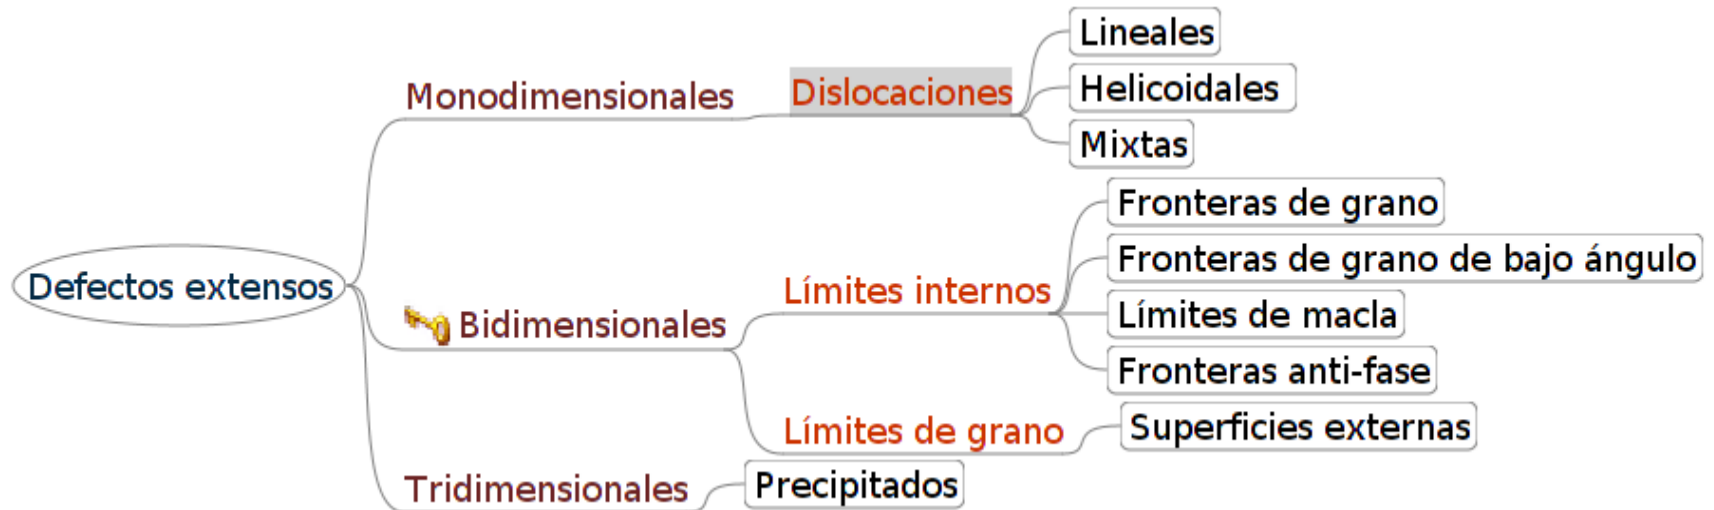 Defectos extensos
Monodimensionales
Dislocaciones
Lineales
Helicoidales
Mixtas
Bidimensionales
Límites internos
Fronteras de grano
Fronteras de grano de bajo ángulo
Límites de macla
Fronteras anti-fase
Límites de grano
Superficies externas
Tridimensionales
Precipitados